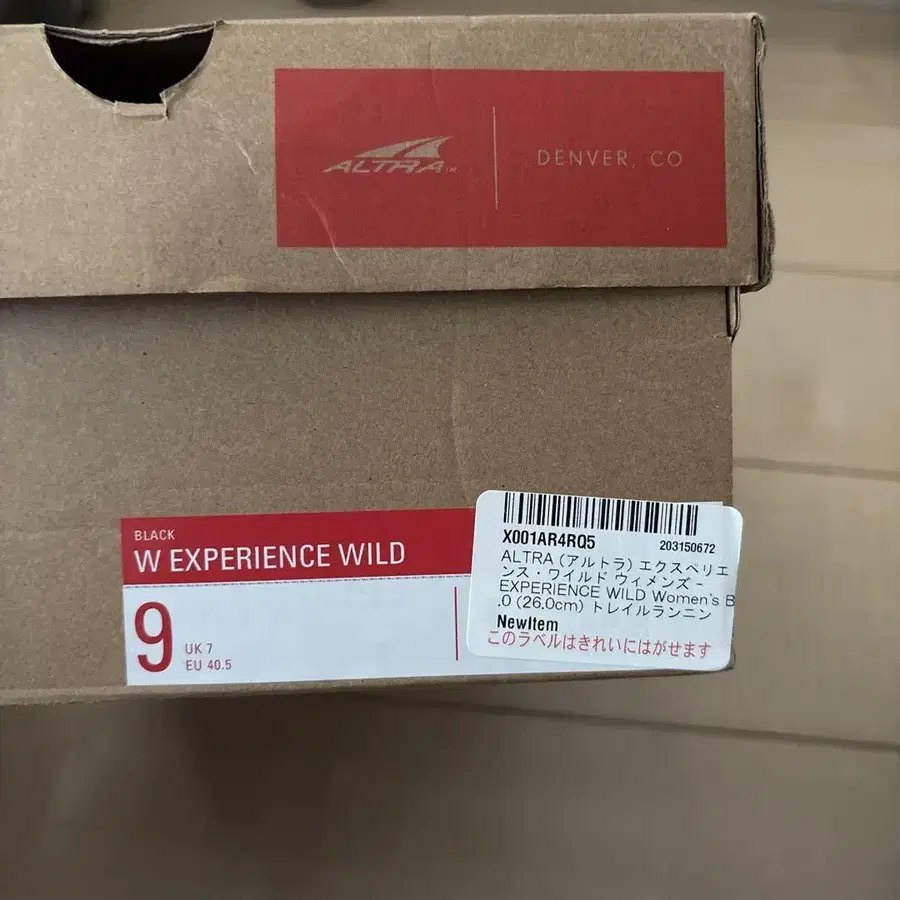 ALTRA
DENVER, CO
BLACK
W EXPERIENCE WILD
9
UK 7
EU 40.5
X001AR4RQ5
203150672
ALTRA (アルトラ) エクスペリエ
ンス・ワイルド ウィメンズ -
EXPERIENCE WILD Women's B
.0 (26.0cm) トレイルランニン
NewItem
このラベルはきれいにはがせます